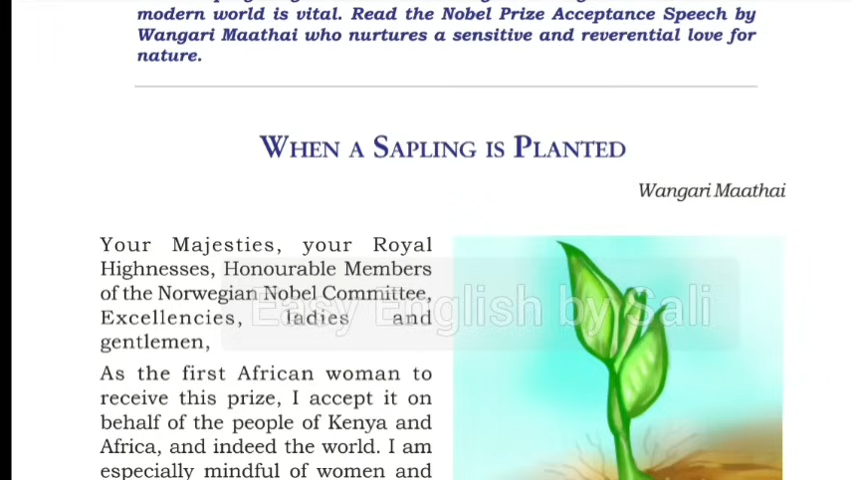 modern world is vital. Read the Nobel Prize Acceptance Speech by
Wangari Maathai who nurtures a sensitive and reverential love for
nature.
WHEN A SAPLING IS PLANTED
Wangari Maathai
Your Majesties, your Royal
Highnesses, Honourable Members
of the Norwegian Nobel Committee,
Excellencies, ladies and
gentlemen,
As the first African woman to
receive this prize, I accept it on
behalf of the people of Kenya and
Africa, and indeed the world. I am
especially mindful of women and
Easy English by Sali